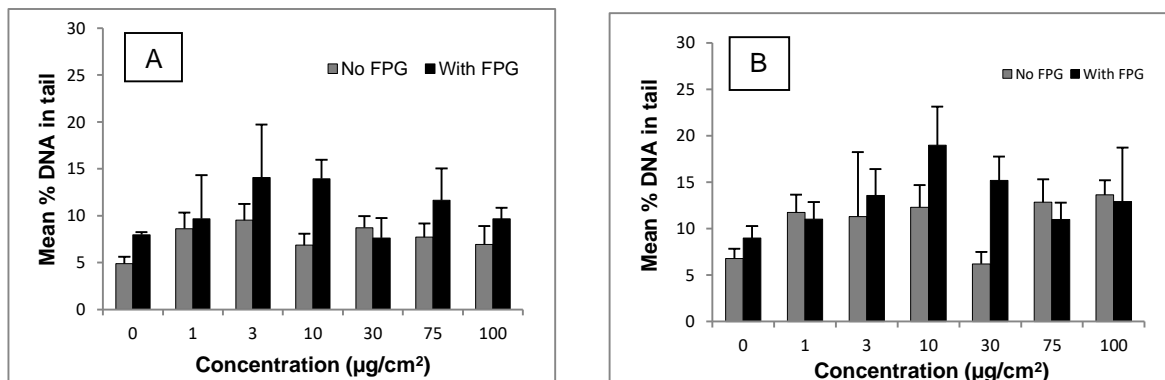 A
No FPG With FPG
Mean % DNA in tail
30
25
20
15
10
5
0
0 1 3 10 30 75 100
Concentration (µg/cm²)
B
No FPG With FPG
Mean % DNA in tail
30
25
20
15
10
5
0
0 1 3 10 30 75 100
Concentration (µg/cm²)